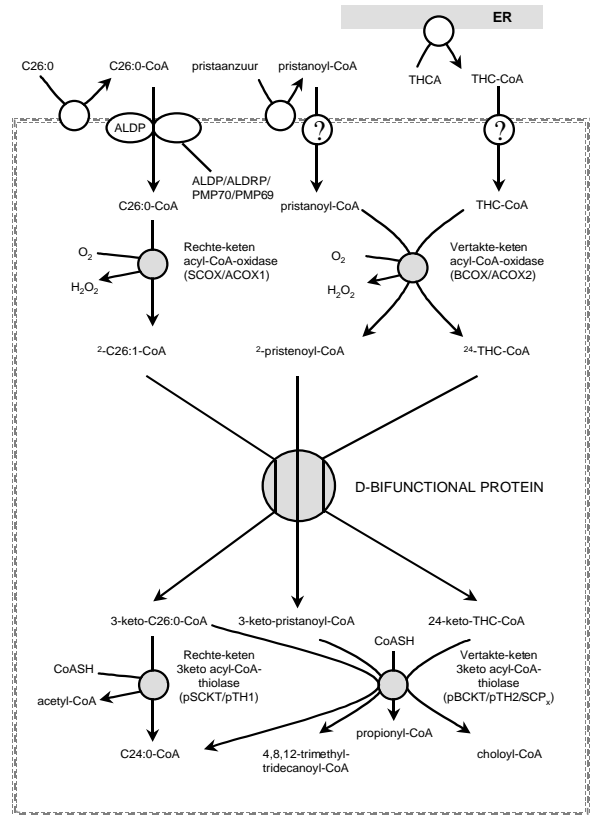 ER
C26:0 C26:0-CoA pristaanzuur pristanoyl-CoA
THCA THC-CoA
ALDP ? ?
ALDP/ALDRP/
PMP70/PMP69
C26:0-CoA pristanoyl-CoA THC-CoA
O2
H2O2
Rechte-keten
acyl-CoA-oxidase
(SCOX/ACOX1)
O2
H2O2
Vertakte-keten
acyl-CoA-oxidase
(BCOX/ACOX2)
2-C26:1-CoA 2-pristenoyl-CoA 24-THC-CoA
D-BIFUNCTIONAL PROTEIN
3-keto-C26:0-CoA 3-keto-pristanoyl-CoA 24-keto-THC-CoA
CoASH
acetyl-CoA
Rechte-keten
3keto acyl-CoA-
thiolase
(pSCKT/pTH1)
CoASH
Vertakte-keten
3keto acyl-CoA-
thiolase
(pBCKT/pTH2/SCPx)
propionyl-CoA
C24:0-CoA
4,8,12-trimethyl-
tridecanoyl-CoA
choloyl-CoA